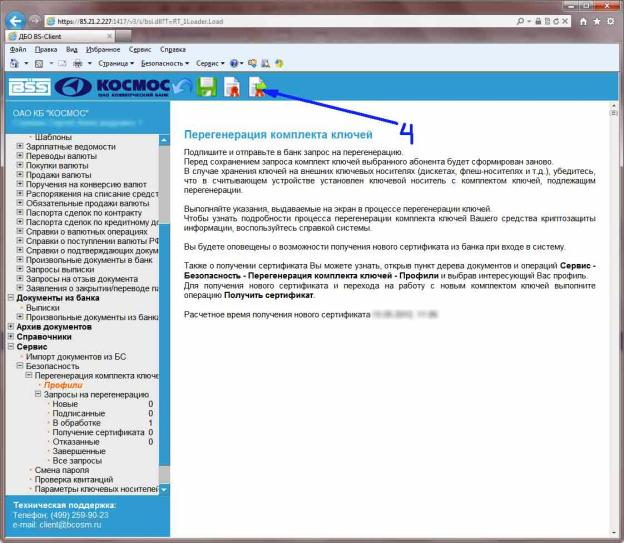 https://85.21.2.227:1417/v3/s/bsi.dll?T=RT_1Loader.Load
ДБО BS-Client
Файл Правка Вид Избранное Сервис Справка
Страница Безопасность Сервис
BSS КОСМОС
ОАО КОММЕРЧЕСКИЙ БАНК
4
ОАО КБ "КОСМОС"
Шаблоны
Зарплатные ведомости
Переводы валюты
Покупки валюты
Продажи валюты
Поручения на конверсию валют
Распоряжения на списание средст
Обязательные продажи валюты
Паспорта сделок по контракту
Паспорта сделок по кредитному до
Справки о валютных операциях
Справки о поступлении валюты РФ
Справки о подтверждающих докум
Произвольные документы в банк
Запросы выписки
Запросы на отзыв документа
Заявления о закрытии/переводе па
Документы из банка
Выписки
Произвольные документы из банка
Архив документов
Справочники
Сервис
Импорт документов из БС
Безопасность
Перегенерация комплекта ключе
Профили
Запросы на перегенерацию
Новые 0
Подписанные 0
В обработке 1
Получение сертификата 0
Отказанные 0
Завершенные
Все запросы
Смена пароля
Проверка квитанций
Параметры ключевых носителей
Техническая поддержка:
Телефон: (499) 259-90-23
e-mail: client@bcosm.ru
Перегенерация комплекта ключей
Подпишите и отправьте в банк запрос на перегенерацию.
Перед сохранением запроса комплект ключей выбранного абонента будет сформирован заново.
В случае хранения ключей на внешних ключевых носителях (дискетах, флеш-носителях и т.д.), убедитесь,
что в считывающем устройстве установлен ключевой носитель с комплектом ключей, подлежащим
перегенерации.
Выполняйте указания, выдаваемые на экран в процессе перегенерации ключей.
Чтобы узнать подробности процесса перегенерации комплекта ключей Вашего средства криптозащиты
информации, воспользуйтесь справкой системы.
Вы будете оповещены о возможности получения нового сертификата из банка при входе в систему.
Также о получении сертификата Вы можете узнать, открыв пункт дерева документов и операций Сервис -
Безопасность - Перегенерация комплекта ключей - Профили и выбрав интересующий Вас профиль.
Для получения нового сертификата и перехода на работу с новым комплектом ключей выполните
операцию Получить сертификат.
Расчетное время получения нового сертификата